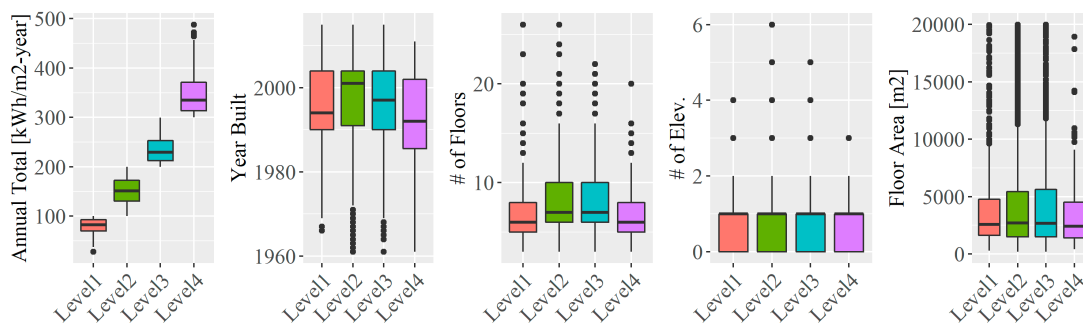 Annual Total [kWh/m2-year]
500
400
300
200
100
Level1
Level2
Level3
Level4
Year Built
2000
1980
1960
Level1
Level2
Level3
Level4
# of Floors
20
10
Level1
Level2
Level3
Level4
# of Elev.
6
4
2
0
Level1
Level2
Level3
Level4
Floor Area [m2]
20000
15000
10000
5000
0
Level1
Level2
Level3
Level4